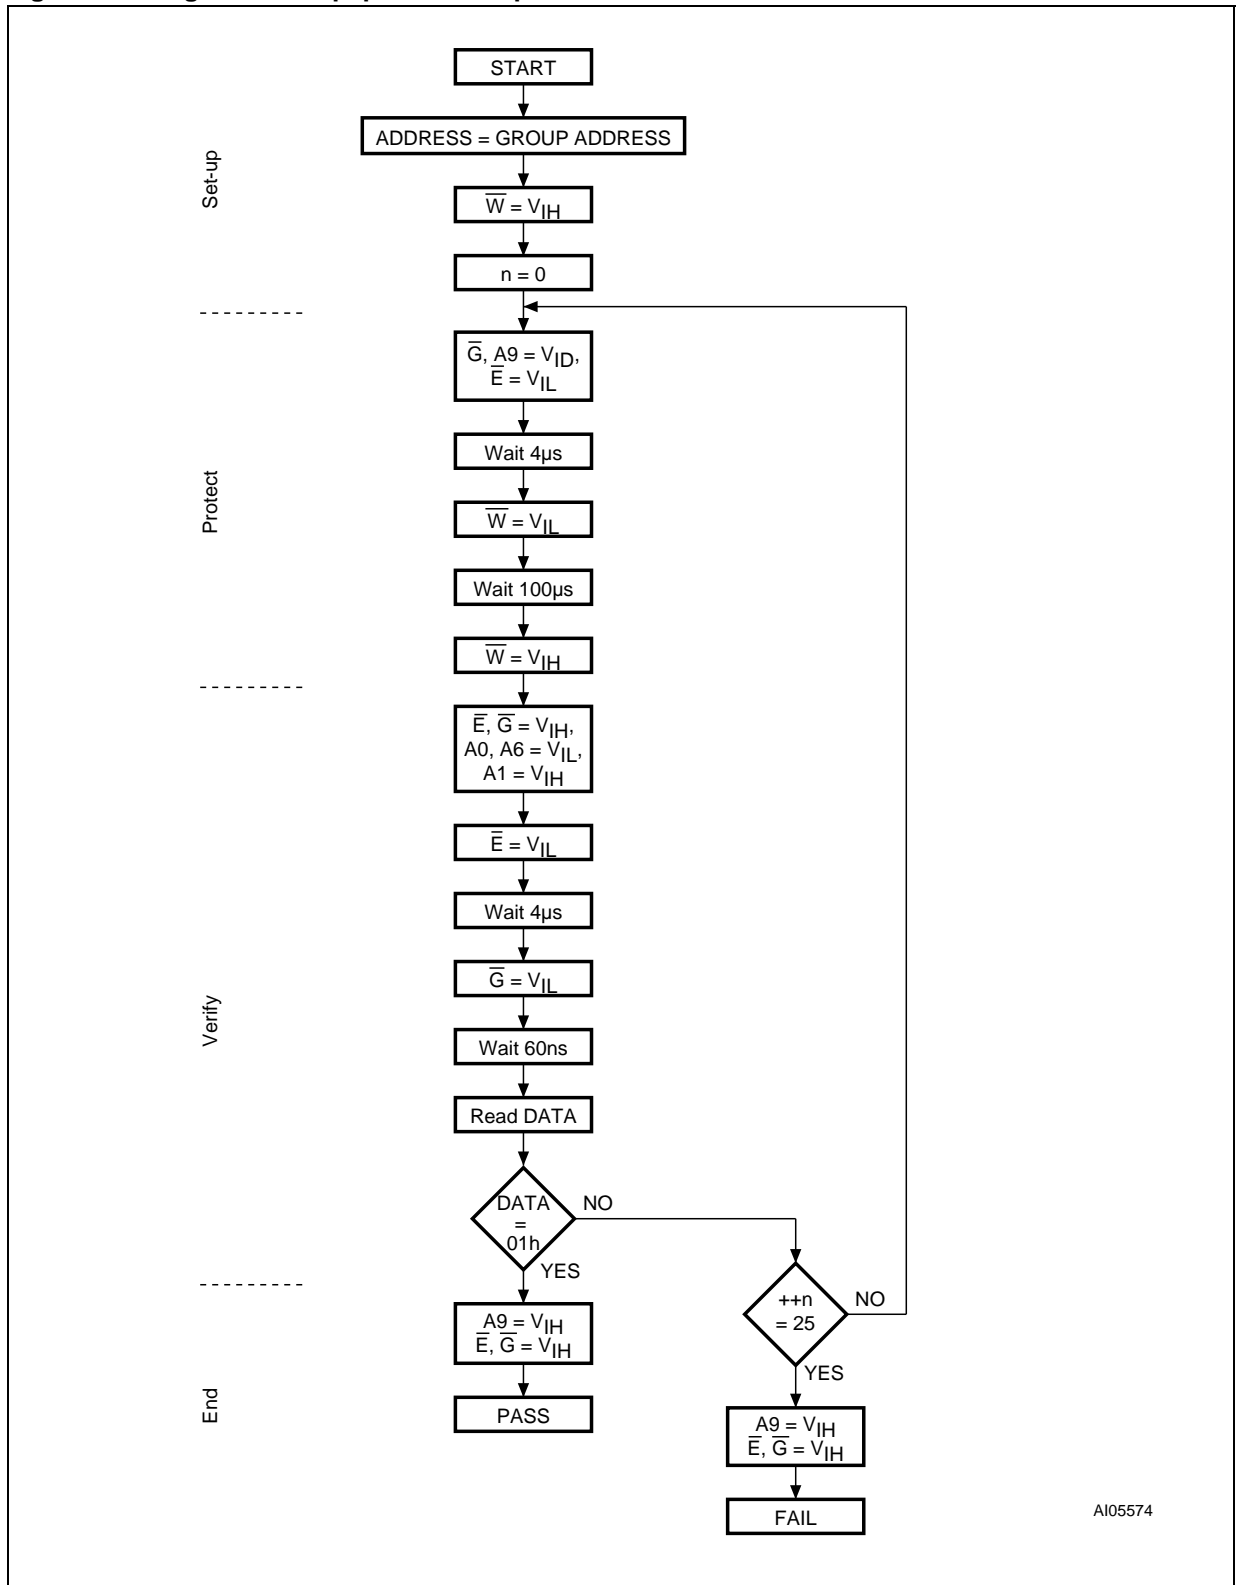 START
ADDRESS = GROUP ADDRESS
Set-up
W̅ = VIH
n = 0
G̅, A9 = VID,
E̅ = VIL
Wait 4µs
Protect
W̅ = VIL
Wait 100µs
W̅ = VIH
E̅, G̅ = VIH,
A0, A6 = VIL,
A1 = VIH
E̅ = VIL
Wait 4µs
G̅ = VIL
Verify
Wait 60ns
Read DATA
DATA
=
01h
NO
YES
++n
= 25
NO
YES
A9 = VIH
E̅, G̅ = VIH
End
PASS
A9 = VIH
E̅, G̅ = VIH
FAIL
AI05574